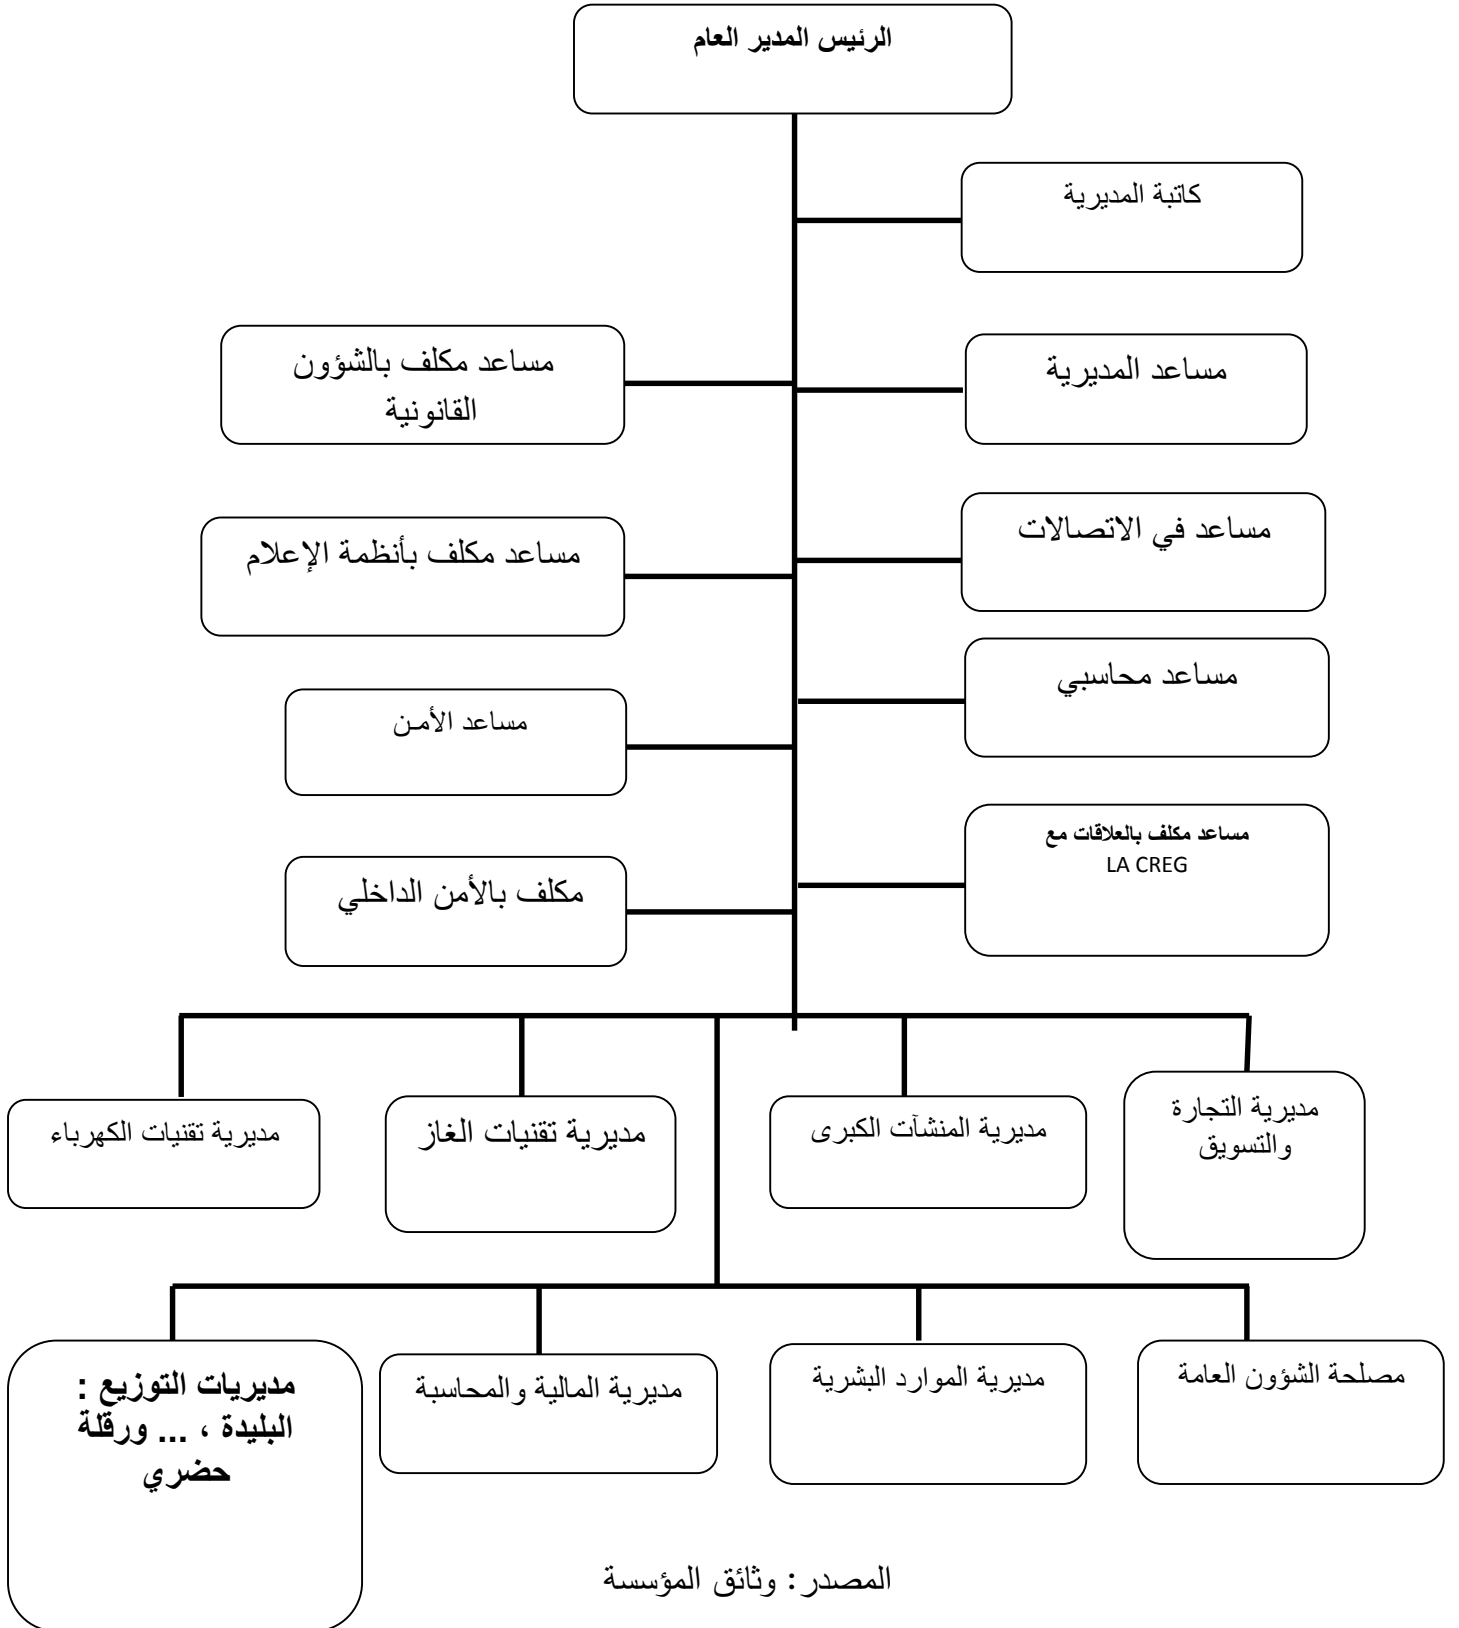 الرئيس المدير العام
كاتبة المديرية
مساعد مكلف بالشؤون
القانونية
مساعد المديرية
مساعد في الاتصالات
مساعد مكلف بأنظمة الإعلام
مساعد محاسبي
مساعد الأمن
مساعد مكلف بالعلاقات مع
LA CREG
مكلف بالأمن الداخلي
مديرية التجارة
والتسويق
مديرية المنشآت الكبرى
مديرية تقنيات الغاز
مديرية تقنيات الكهرباء
مصلحة الشؤون العامة
مديرية الموارد البشرية
مديرية المالية والمحاسبة
مديريات التوزيع :
البليدة ، ... ورقلة
حضري
المصدر: وثائق المؤسسة